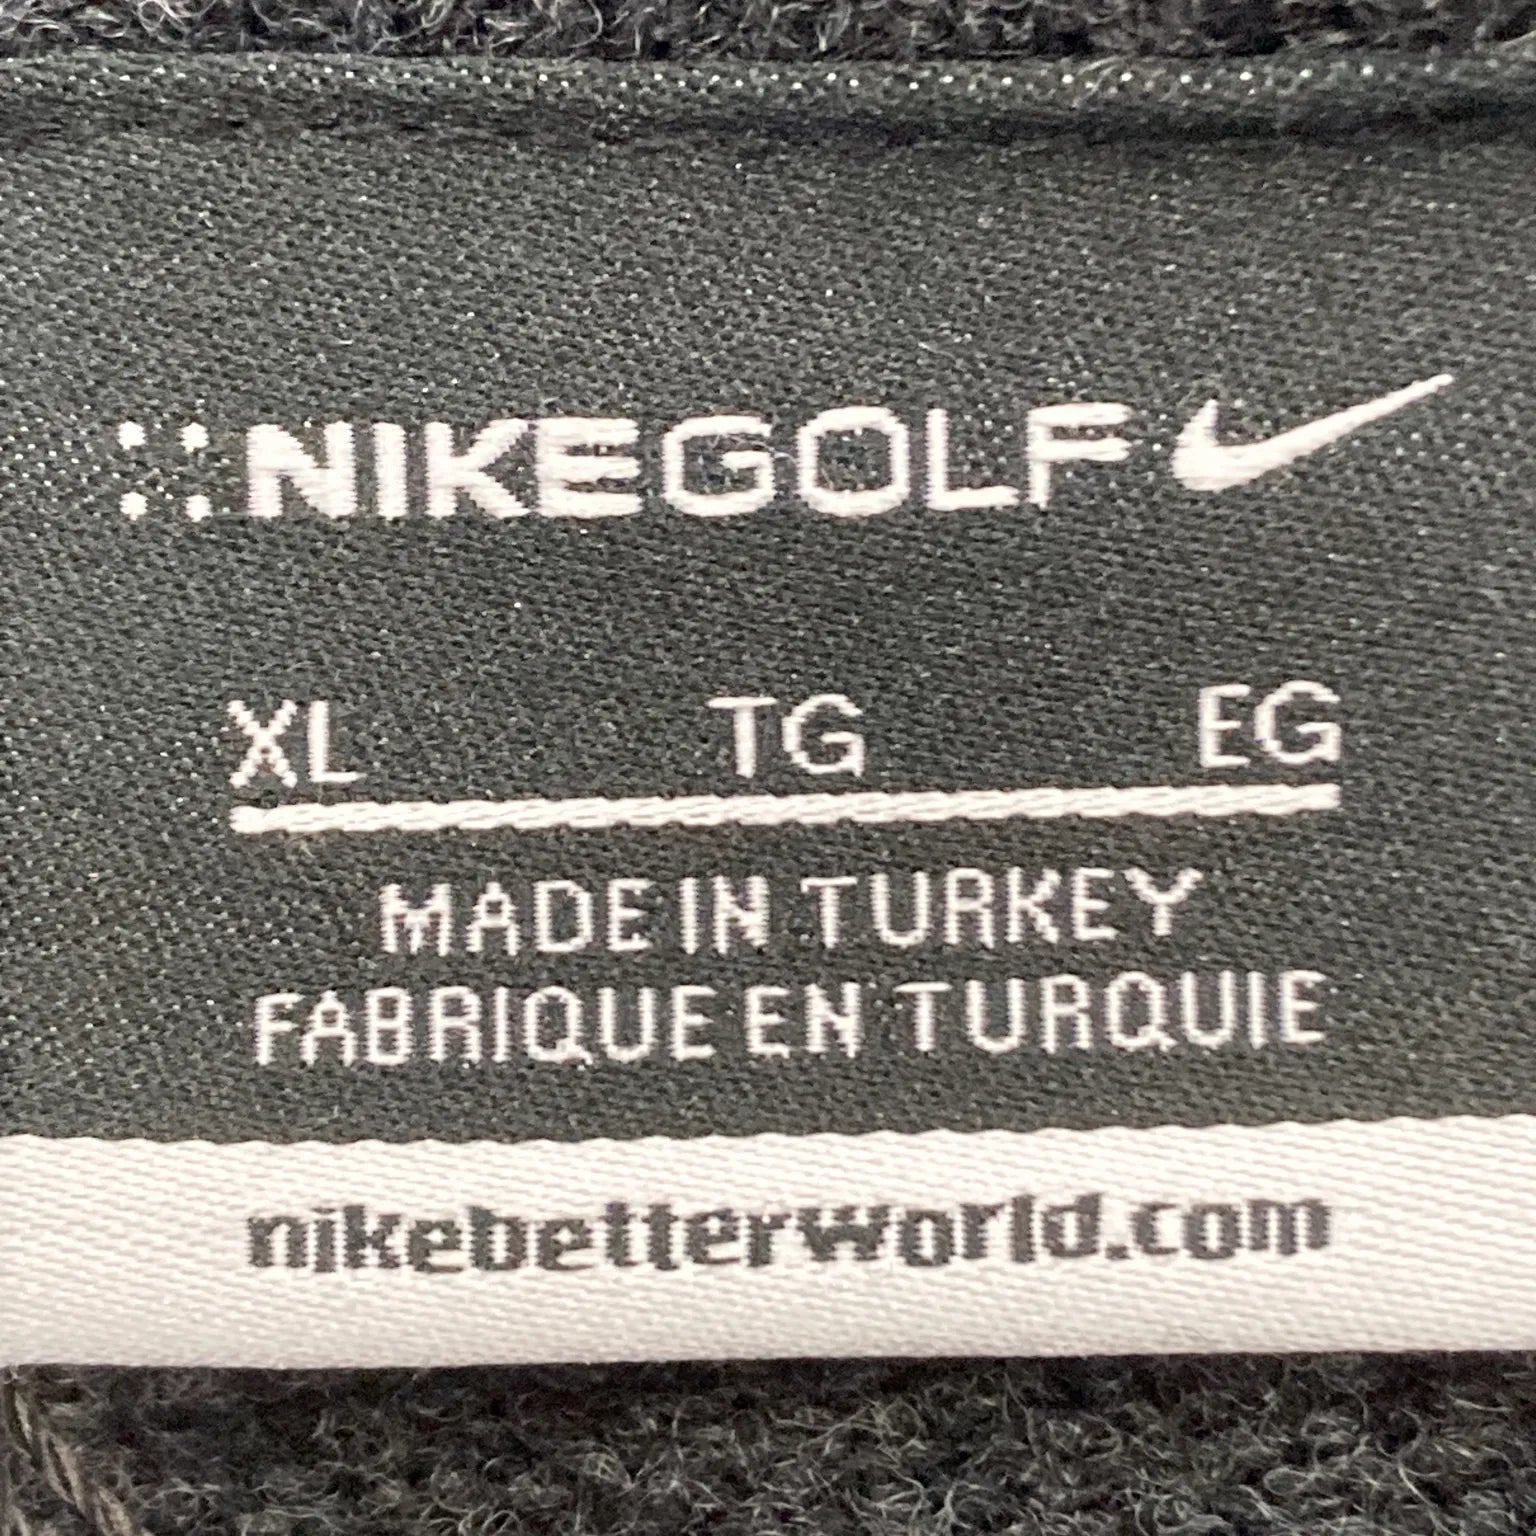 NIKEGOLF
XL TG EG
MADE IN TURKEY
FABRIQUE EN TURQUIE
nikebetterworld.com